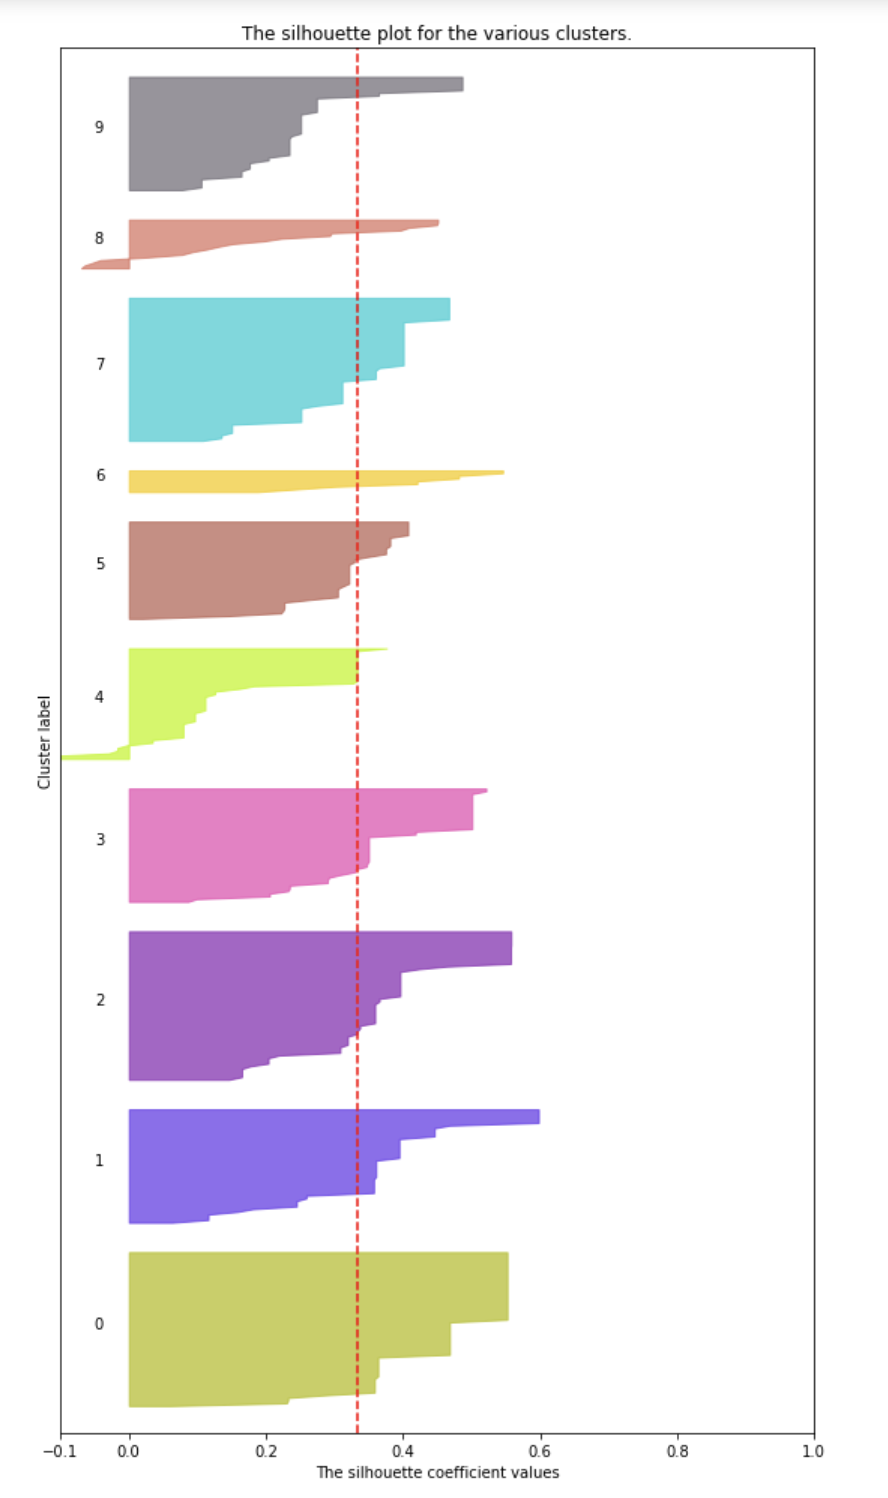 The silhouette plot for the various clusters.
9
8
7
6
5
4
3
2
1
0
Cluster label
−0.1 0.0 0.2 0.4 0.6 0.8 1.0
The silhouette coefficient values